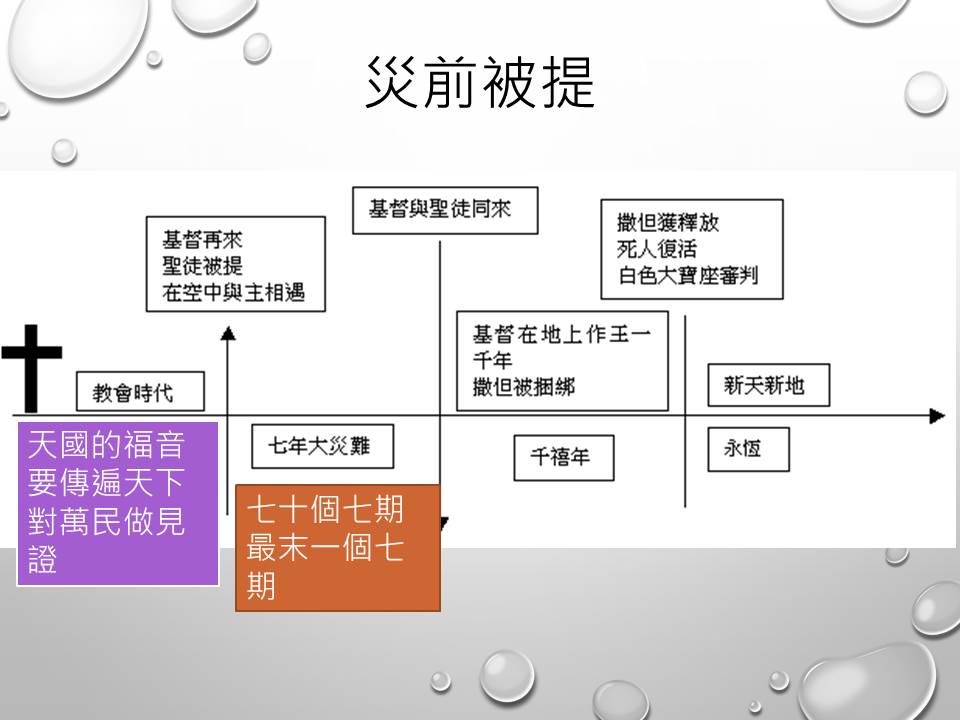 災前被提
基督與聖徒同來
基督再來
聖徒被提
在空中與主相遇
撒但獲釋放
死人復活
白色大寶座審判
基督在地上作王一
千年
撒但被捆綁
教會時代
新天新地
七年大災難
千禧年
永恆
天國的福音
要傳遍天下
對萬民做見
證
七十個七期
最末一個七
期